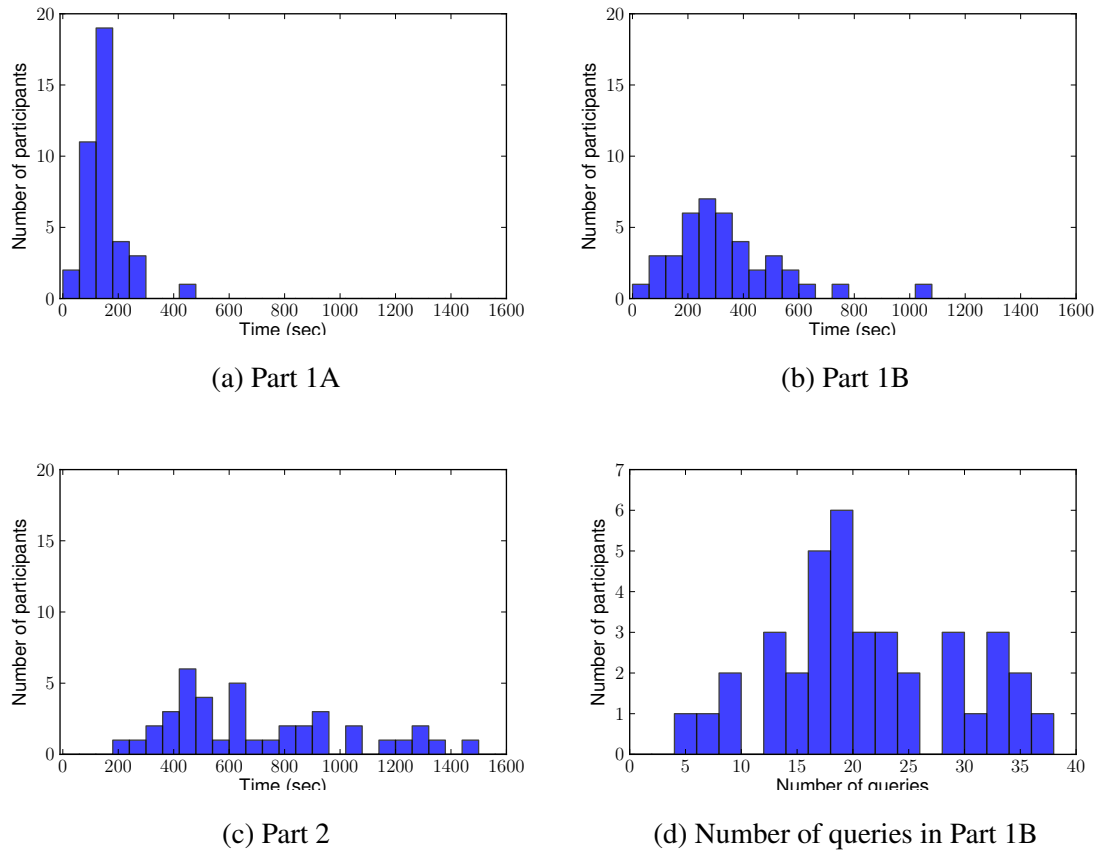 20
15
10
5
0
Number of participants
0 200 400 600 800 1000 1200 1400 1600
Time (sec)
(a) Part 1A
20
15
10
5
0
Number of participants
0 200 400 600 800 1000 1200 1400 1600
Time (sec)
(b) Part 1B
20
15
10
5
0
Number of participants
0 200 400 600 800 1000 1200 1400 1600
Time (sec)
(c) Part 2
7
6
5
4
3
2
1
0
Number of participants
0 5 10 15 20 25 30 35 40
Number of queries
(d) Number of queries in Part 1B